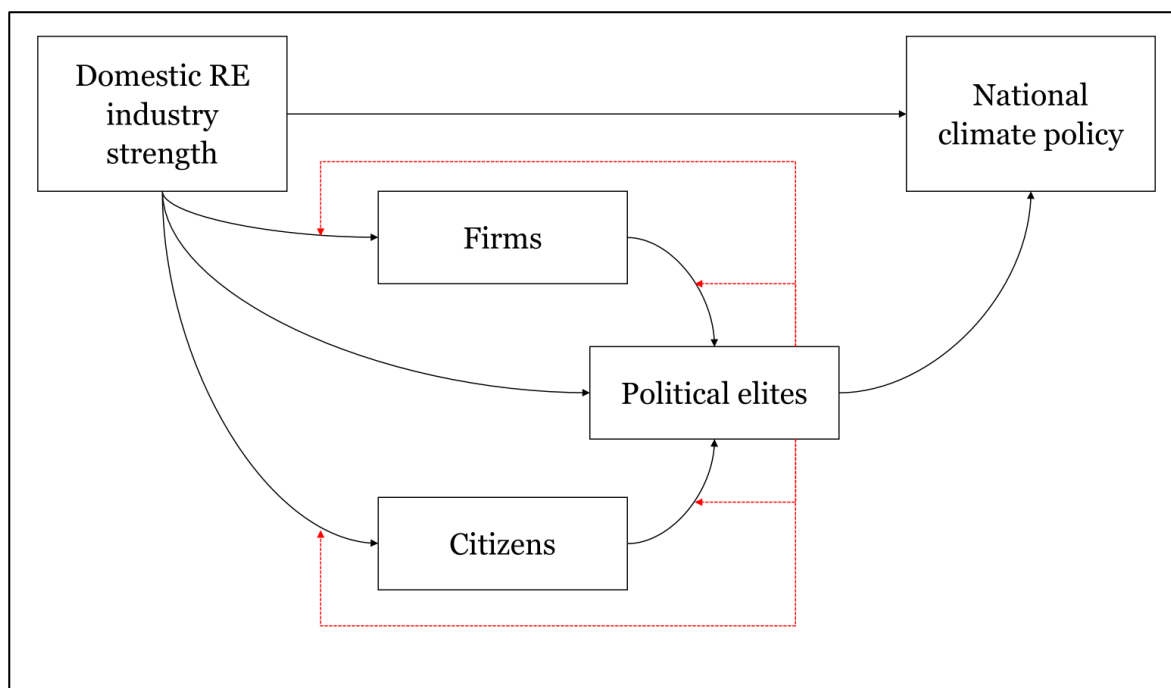 Domestic RE
industry
strength
National
climate policy
Firms
Political elites
Citizens